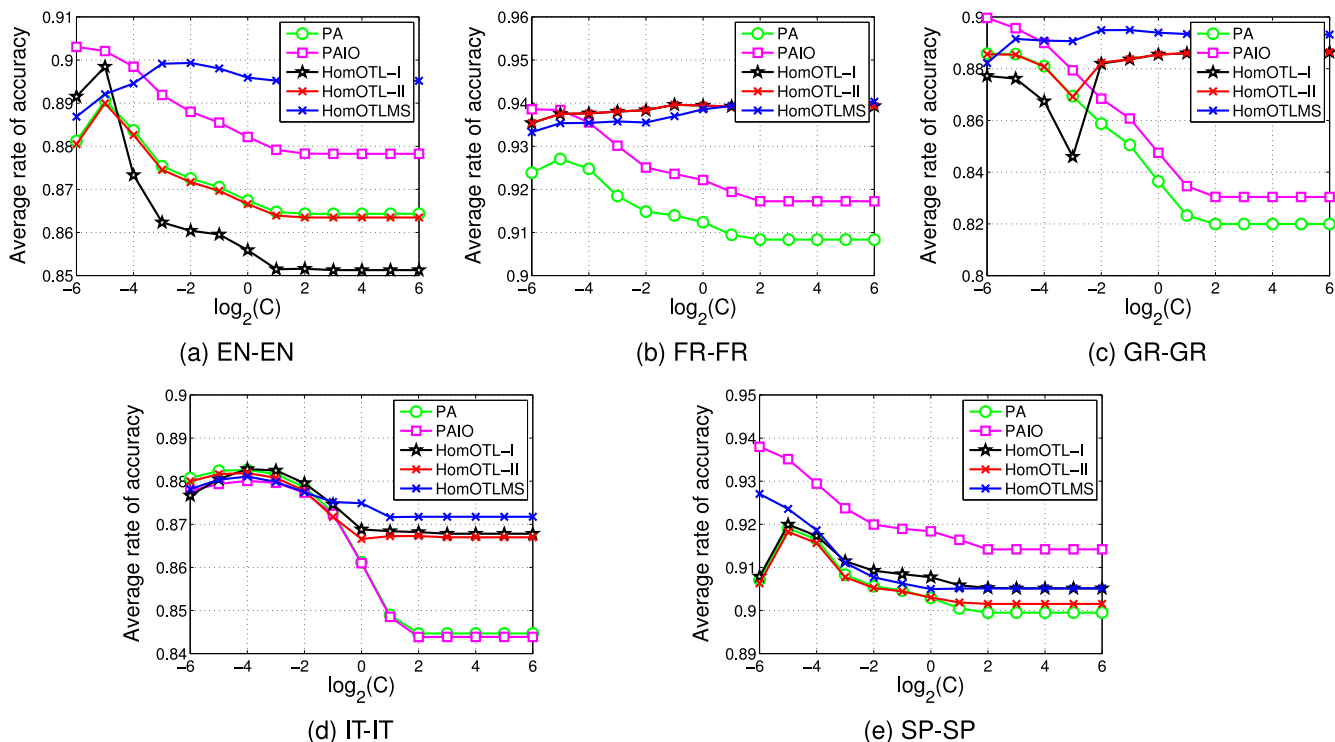 Average rate of accuracy
0.91
0.9
0.89
0.88
0.87
0.86
0.85
−6 −4 −2 0 2 4 6
log2(C)
PA
PAIO
HomOTL−I
HomOTL−II
HomOTLMS
(a) EN-EN
Average rate of accuracy
0.96
0.95
0.94
0.93
0.92
0.91
0.9
−6 −4 −2 0 2 4 6
log2(C)
PA
PAIO
HomOTL−I
HomOTL−II
HomOTLMS
(b) FR-FR
Average rate of accuracy
0.9
0.88
0.86
0.84
0.82
0.8
−6 −4 −2 0 2 4 6
log2(C)
PA
PAIO
HomOTL−I
HomOTL−II
HomOTLMS
(c) GR-GR
Average rate of accuracy
0.9
0.89
0.88
0.87
0.86
0.85
0.84
−6 −4 −2 0 2 4 6
log2(C)
PA
PAIO
HomOTL−I
HomOTL−II
HomOTLMS
(d) IT-IT
Average rate of accuracy
0.95
0.94
0.93
0.92
0.91
0.9
0.89
−6 −4 −2 0 2 4 6
log2(C)
PA
PAIO
HomOTL−I
HomOTL−II
HomOTLMS
(e) SP-SP